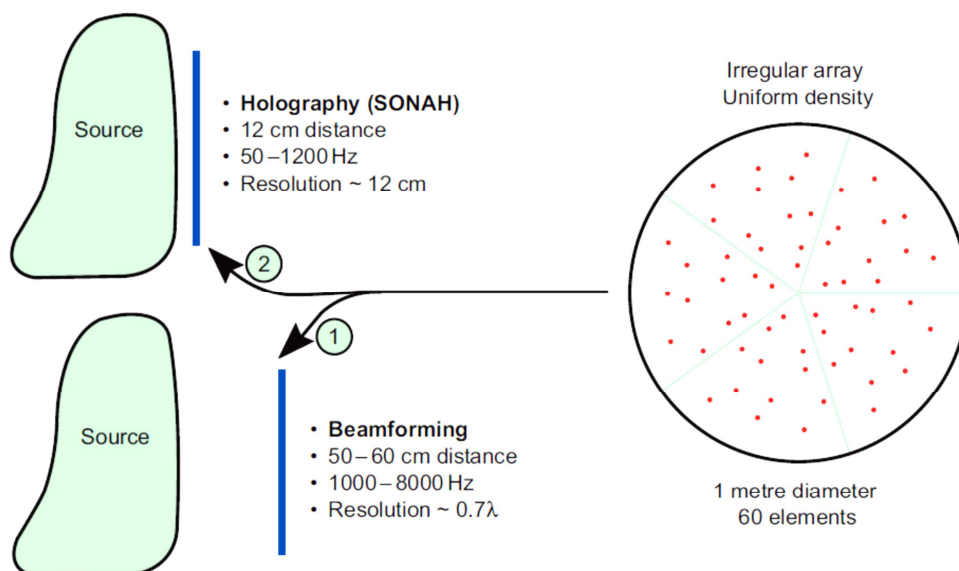 Source
• Holography (SONAH)
• 12 cm distance
• 50–1200 Hz
• Resolution ~ 12 cm
2
1
Source
• Beamforming
• 50–60 cm distance
• 1000–8000 Hz
• Resolution ~ 0.7λ
Irregular array
Uniform density
1 metre diameter
60 elements